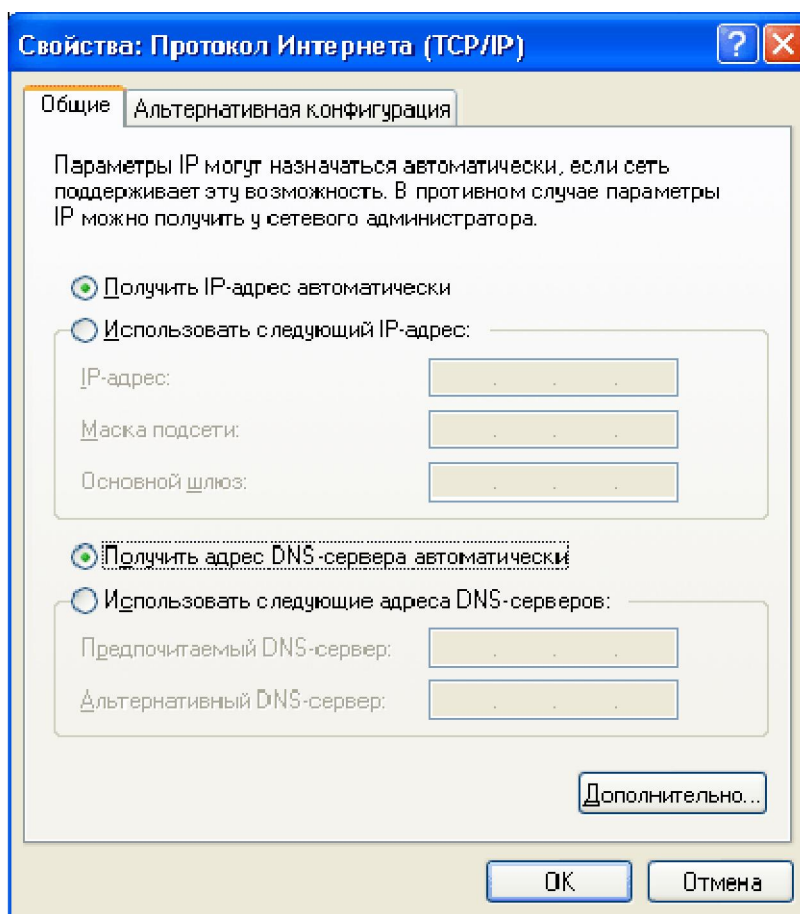 Свойства: Протокол Интернета (TCP/IP)
Общие
Альтернативная конфигурация
Параметры IP могут назначаться автоматически, если сеть
поддерживает эту возможность. В противном случае параметры
IP можно получить у сетевого администратора.
Получить IP-адрес автоматически
Использовать следующий IP-адрес:
IP-адрес:
Маска подсети:
Основной шлюз:
Получить адрес DNS-сервера автоматически
Использовать следующие адреса DNS-серверов:
Предпочитаемый DNS-сервер:
Альтернативный DNS-сервер:
Дополнительно...
OK
Отмена